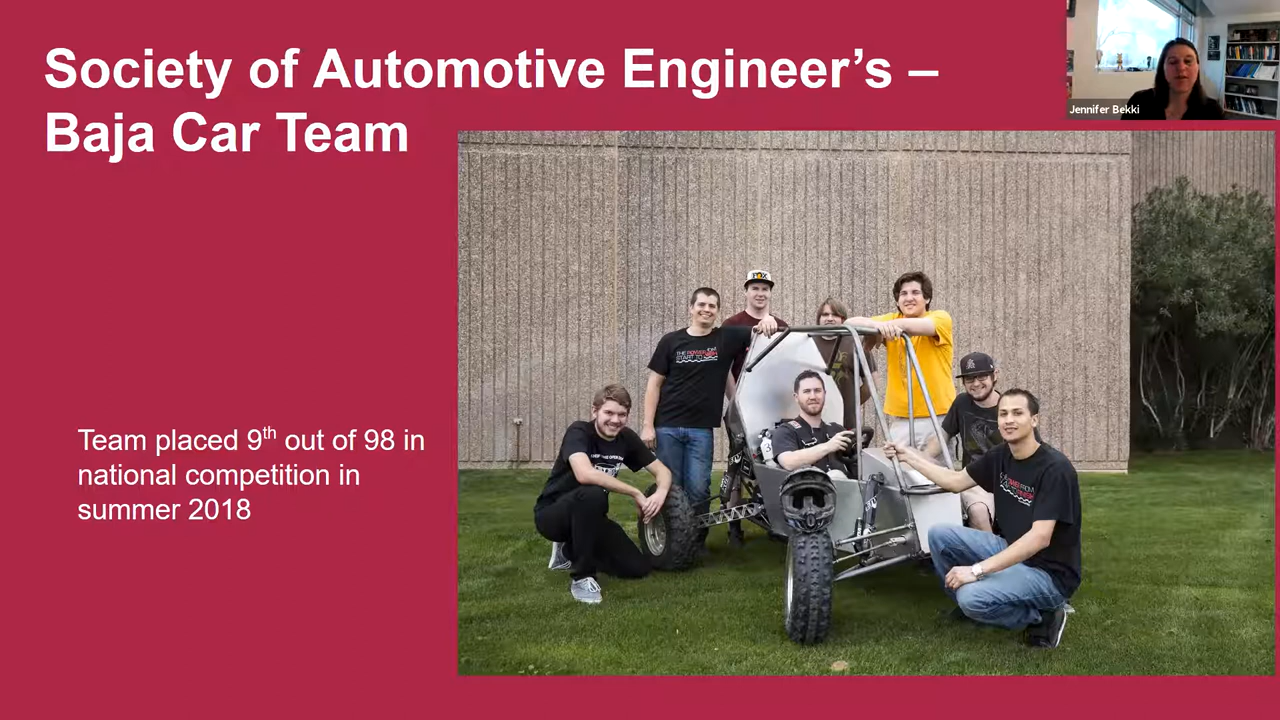 Society of Automotive Engineer’s –
Baja Car Team
Jennifer Bekki
FOX
Team placed 9th out of 98 in
national competition in
summer 2018